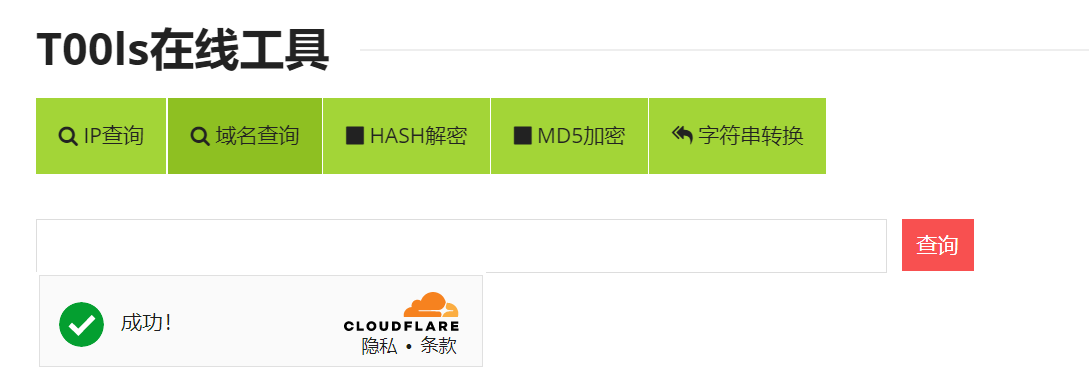 T00ls在线工具
IP查询 域名查询 HASH解密 MD5加密 字符串转换
查询
成功!
CLOUDFLARE
隐私 • 条款